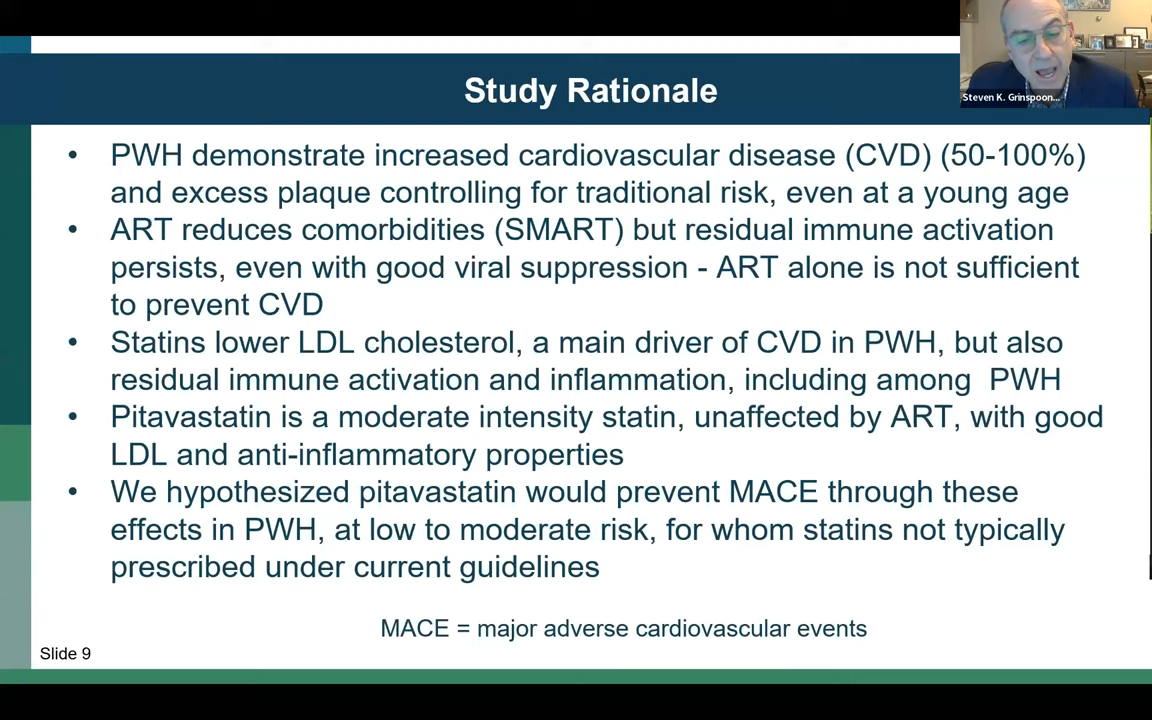 Study Rationale
Steven K. Grinspoon...
• PWH demonstrate increased cardiovascular disease (CVD) (50-100%)
and excess plaque controlling for traditional risk, even at a young age
• ART reduces comorbidities (SMART) but residual immune activation
persists, even with good viral suppression - ART alone is not sufficient
to prevent CVD
• Statins lower LDL cholesterol, a main driver of CVD in PWH, but also
residual immune activation and inflammation, including among PWH
• Pitavastatin is a moderate intensity statin, unaffected by ART, with good
LDL and anti-inflammatory properties
• We hypothesized pitavastatin would prevent MACE through these
effects in PWH, at low to moderate risk, for whom statins not typically
prescribed under current guidelines
MACE = major adverse cardiovascular events
Slide 9